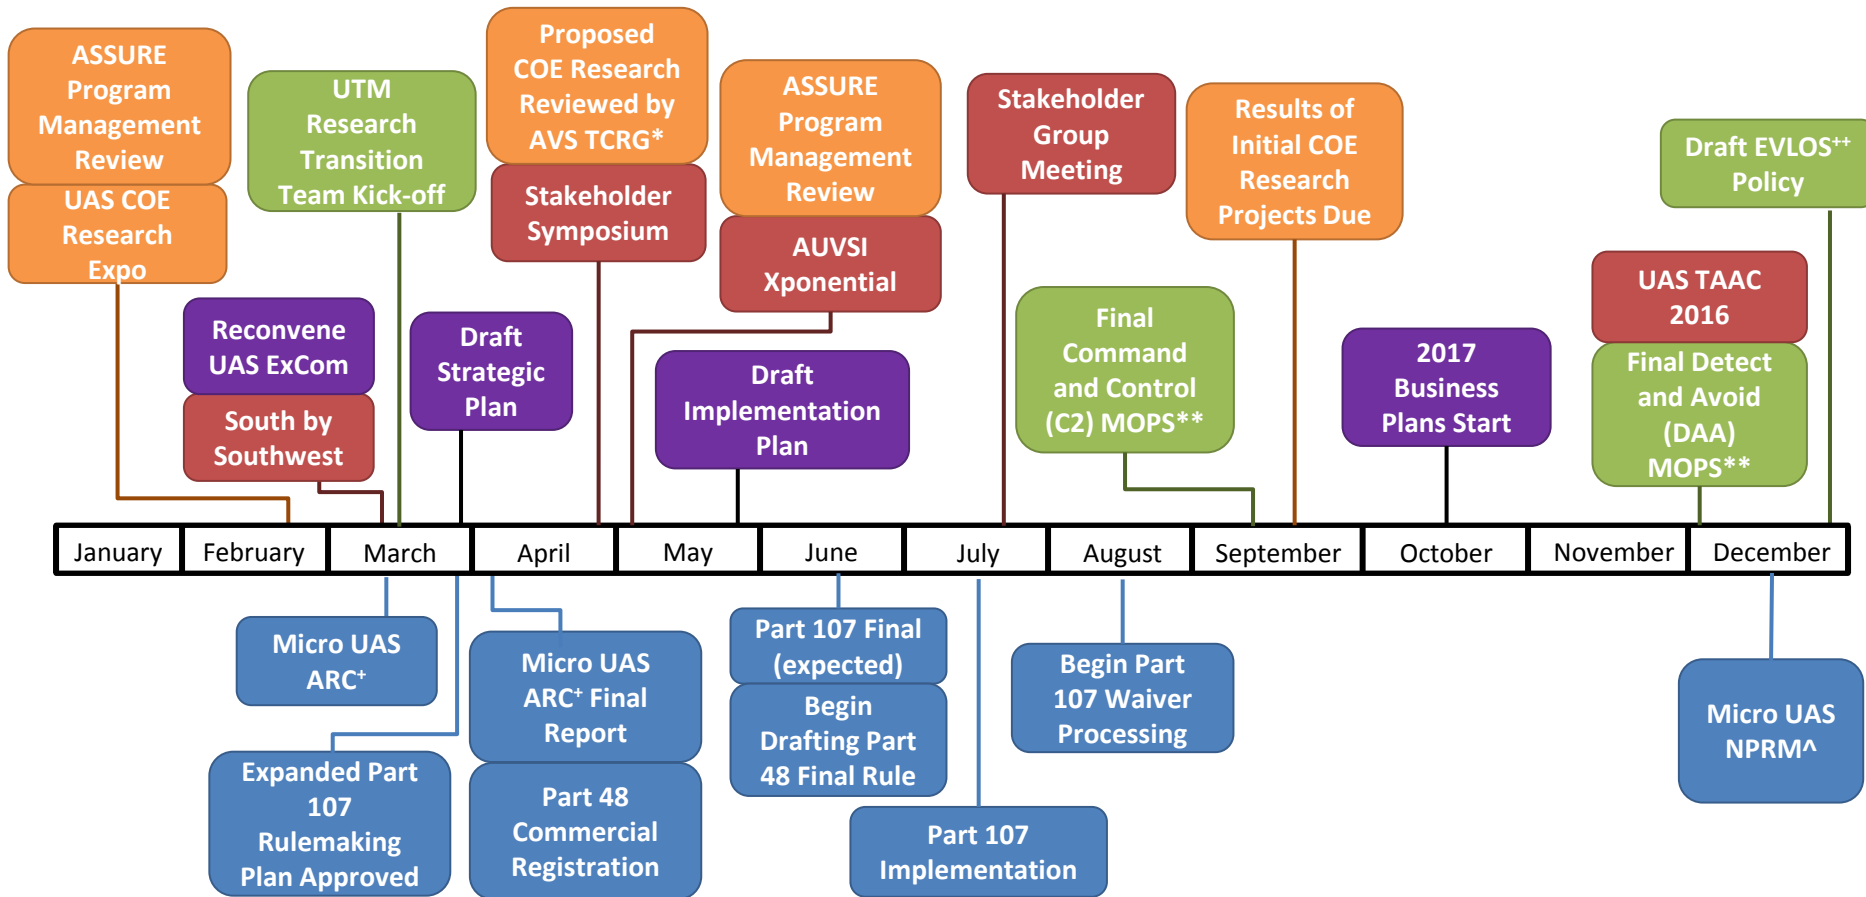 ASSURE
Program
Management
Review
UAS COE
Research
Expo
UTM
Research
Transition
Team Kick-off
Reconvene
UAS ExCom
South by
Southwest
Draft
Strategic
Plan
Proposed
COE Research
Reviewed by
AVS TCRG*
Stakeholder
Symposium
ASSURE
Program
Management
Review
AUVSI
Xponential
Draft
Implementation
Plan
Stakeholder
Group
Meeting
Final
Command
and Control
(C2) MOPS**
Results of
Initial COE
Research
Projects Due
2017
Business
Plans Start
Draft EVLOS++
Policy
UAS TAAC
2016
Final Detect
and Avoid
(DAA)
MOPS**
January
February
March
April
May
June
July
August
September
October
November
December
Micro UAS
ARC+
Expanded Part
107
Rulemaking
Plan Approved
Micro UAS
ARC+ Final
Report
Part 48
Commercial
Registration
Part 107 Final
(expected)
Begin
Drafting Part
48 Final Rule
Part 107
Implementation
Begin Part
107 Waiver
Processing
Micro UAS
NPRM^